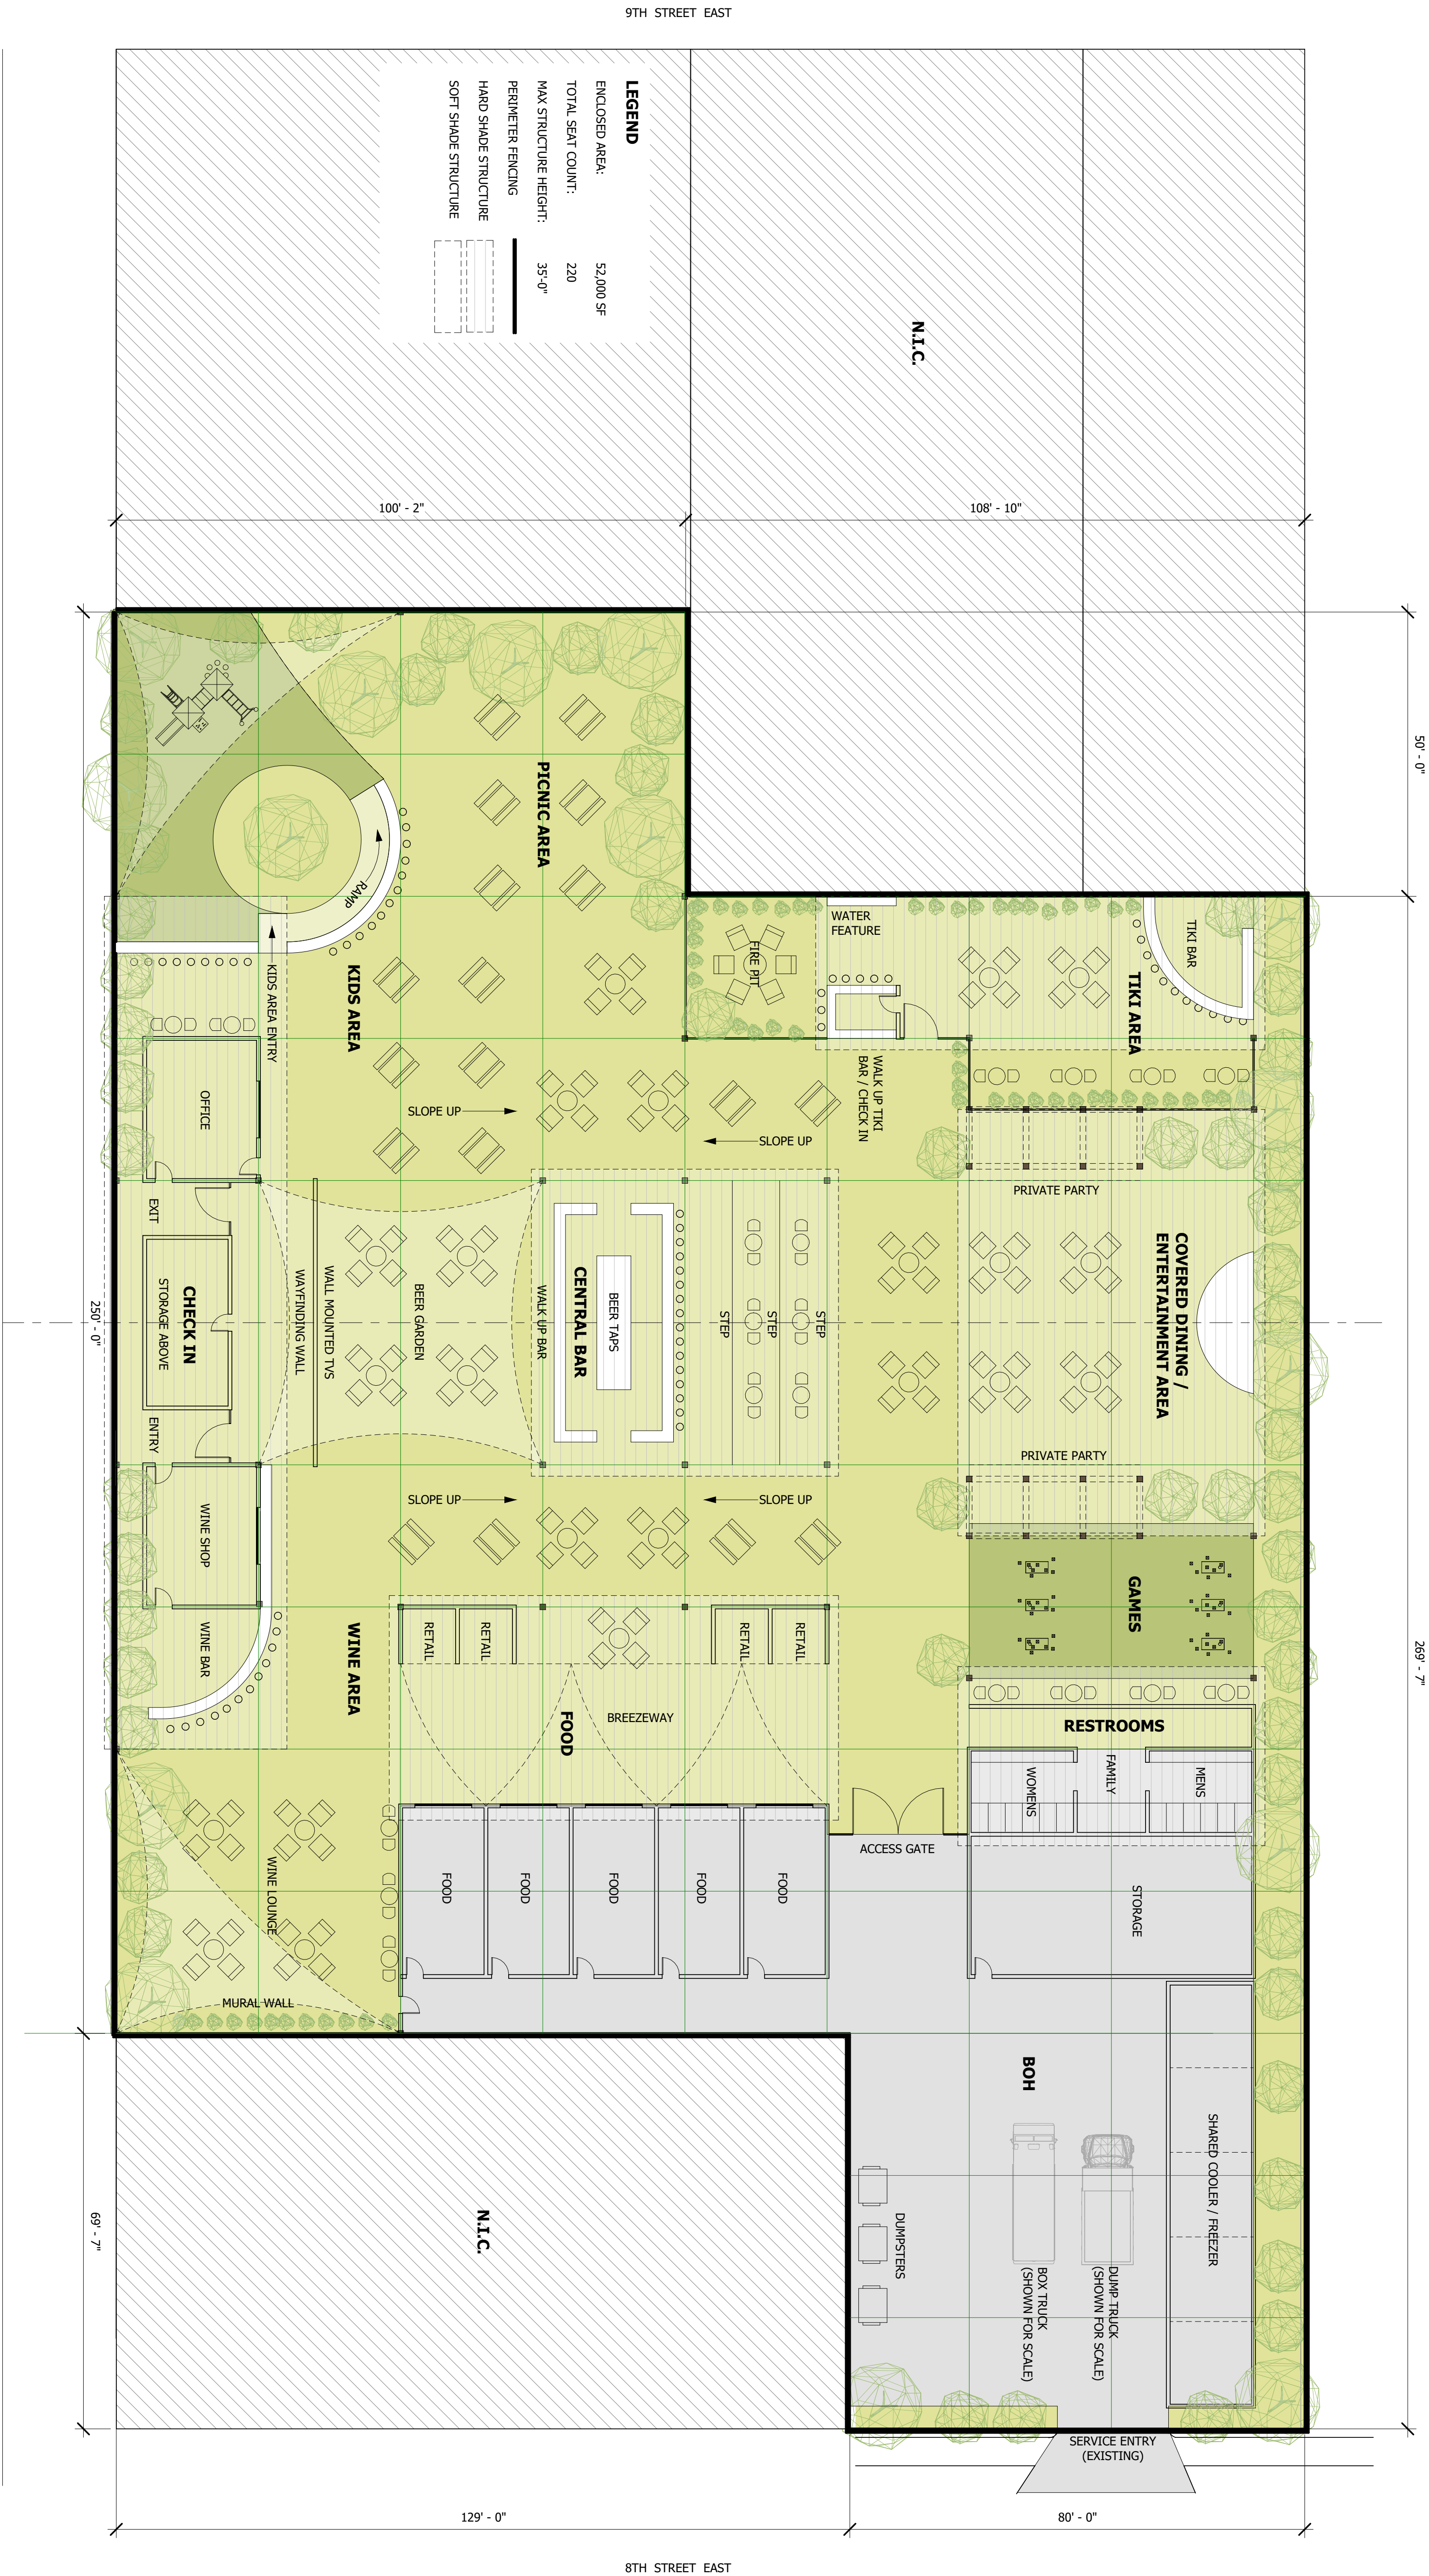 9TH STREET EAST
LEGEND
ENCLOSED AREA: 52,000 SF
TOTAL SEAT COUNT: 220
MAX STRUCTURE HEIGHT: 35'-0"
PERIMETER FENCING
HARD SHADE STRUCTURE
SOFT SHADE STRUCTURE
N.I.C.
100' - 2"
108' - 10"
50' - 0"
PICNIC AREA
RAMP
WATER
FEATURE
FIRE PIT
TIKI BAR
TIKI AREA
KIDS AREA
KIDS AREA ENTRY
WALK UP TIKI
BAR / CHECK IN
OFFICE
SLOPE UP
SLOPE UP
PRIVATE PARTY
EXIT
CHECK IN
STORAGE ABOVE
ENTRY
WAYFINDING WALL
WALL MOUNTED TVS
BEER GARDEN
WALK UP BAR
CENTRAL BAR
BEER TAPS
STEP
STEP
STEP
COVERED DINING /
ENTERTAINMENT AREA
250' - 0"
PRIVATE PARTY
SLOPE UP
SLOPE UP
WINE SHOP
GAMES
WINE BAR
WINE AREA
RETAIL
RETAIL
RETAIL
RETAIL
269' - 7"
FOOD
BREEZEWAY
RESTROOMS
WOMENS
FAMILY
MENS
ACCESS GATE
WINE LOUNGE
FOOD
FOOD
FOOD
FOOD
FOOD
STORAGE
MURAL WALL
BOH
SHARED COOLER / FREEZER
N.I.C.
69' - 7"
DUMPSTERS
BOX TRUCK
(SHOWN FOR SCALE)
DUMP TRUCK
(SHOWN FOR SCALE)
SERVICE ENTRY
(EXISTING)
129' - 0"
80' - 0"
8TH STREET EAST